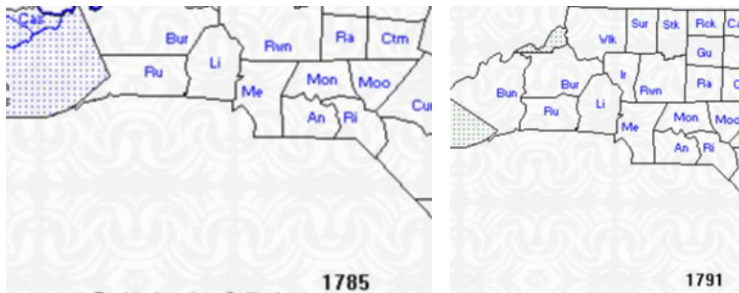 Cas
Bur
Rwn
Ra
Ctm
Ru
Li
Me
Mon
Moo
Cu
An
Ri
1785
Wlk
Sur
Stk
Rck
Ca
Gu
Ir
Rwn
Ra
C
Bun
Bur
Ru
Li
Me
Mon
Moo
An
Ri
1791